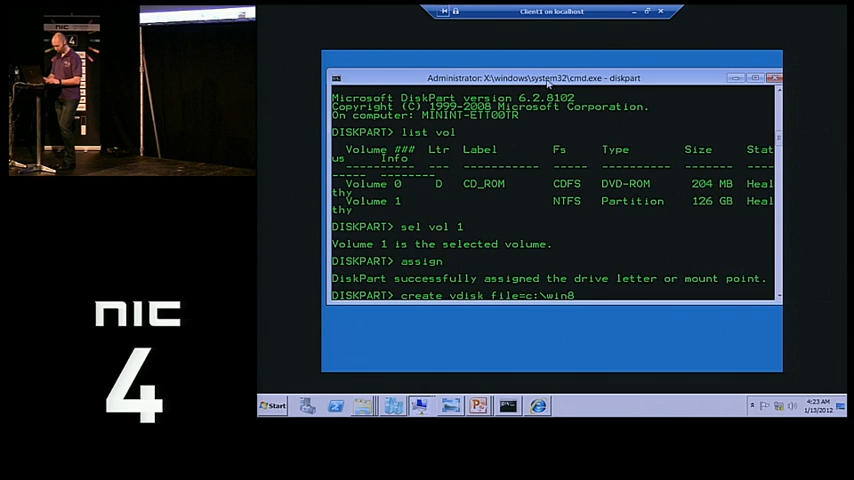 Client1 on localhost
NIC
4
Administrator: X:\windows\system32\cmd.exe - diskpart
Microsoft DiskPart version 6.2.8102
Copyright (C) 1999-2008 Microsoft Corporation.
On computer: MININT-ETT00TR
DISKPART> list vol
Volume ### Ltr Label Fs Type Size Stat
us Info
---------- --- ----------- ----- ---------- ------- ----
----- --------
Volume 0 D CD_ROM CDFS DVD-ROM 204 MB Heal
thy
Volume 1 NTFS Partition 126 GB Heal
thy
DISKPART> sel vol 1
Volume 1 is the selected volume.
DISKPART> assign
DiskPart successfully assigned the drive letter or mount point.
DISKPART> create vdisk file=c:\win8
NIC
4
Start
4:23 AM
1/13/2012